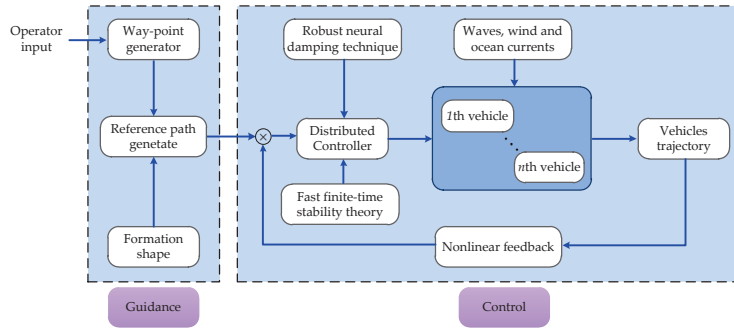 Operator
input
Way-point
generator
Reference path
genetate
Formation
shape
Guidance
Robust neural
damping technique
Waves, wind and
ocean currents
×
Distributed
Controller
Fast finite-time
stability theory
1th vehicle
nth vehicle
Vehicles
trajectory
Nonlinear feedback
Control